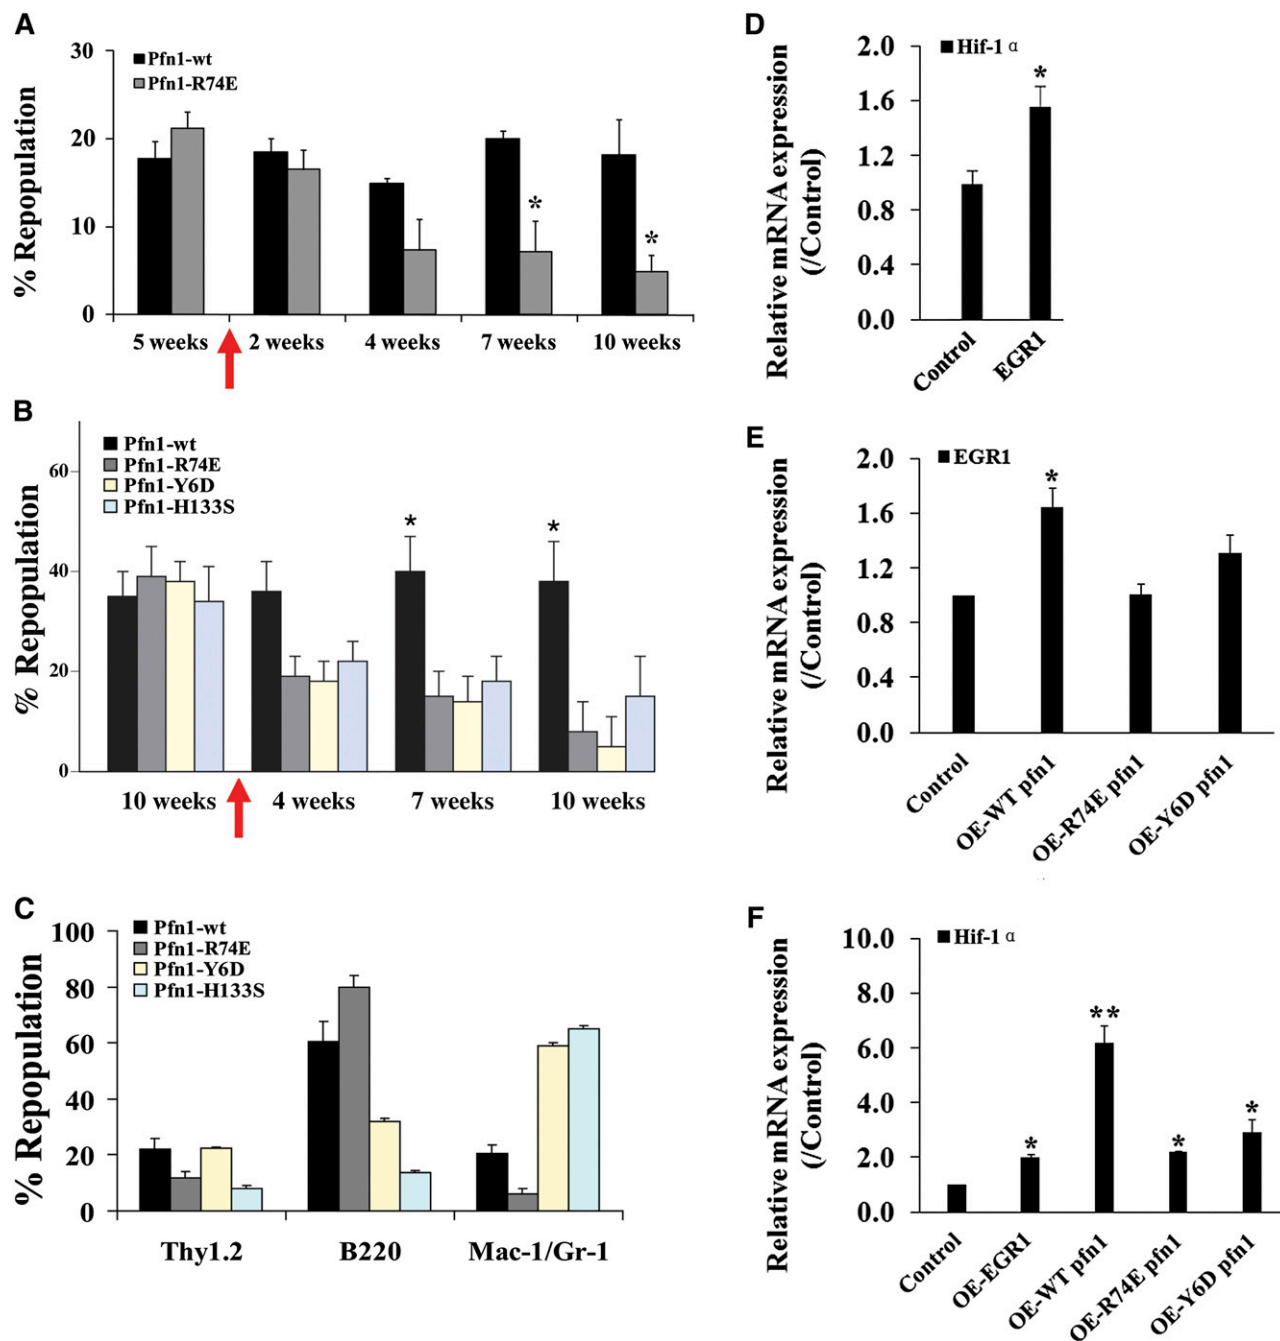 A
% Repopulation
30
20
10
0
Pfn1-wt
Pfn1-R74E
*
*
5 weeks
2 weeks
4 weeks
7 weeks
10 weeks
B
% Repopulation
60
40
20
0
Pfn1-wt
Pfn1-R74E
Pfn1-Y6D
Pfn1-H133S
*
*
10 weeks
4 weeks
7 weeks
10 weeks
C
% Repopulation
100
80
60
40
20
0
Pfn1-wt
Pfn1-R74E
Pfn1-Y6D
Pfn1-H133S
Thy1.2
B220
Mac-1/Gr-1
D
Relative mRNA expression
(/Control)
2.0
1.6
1.2
0.8
0.4
0.0
Hif-1 α
*
Control
EGR1
E
Relative mRNA expression
(/Control)
2.0
1.6
1.2
0.8
0.4
0.0
EGR1
*
Control
OE-WT pfn1
OE-R74E pfn1
OE-Y6D pfn1
F
Relative mRNA expression
(/Control)
10.0
8.0
6.0
4.0
2.0
0.0
Hif-1 α
*
**
*
*
Control
OE-EGR1
OE-WT pfn1
OE-R74E pfn1
OE-Y6D pfn1